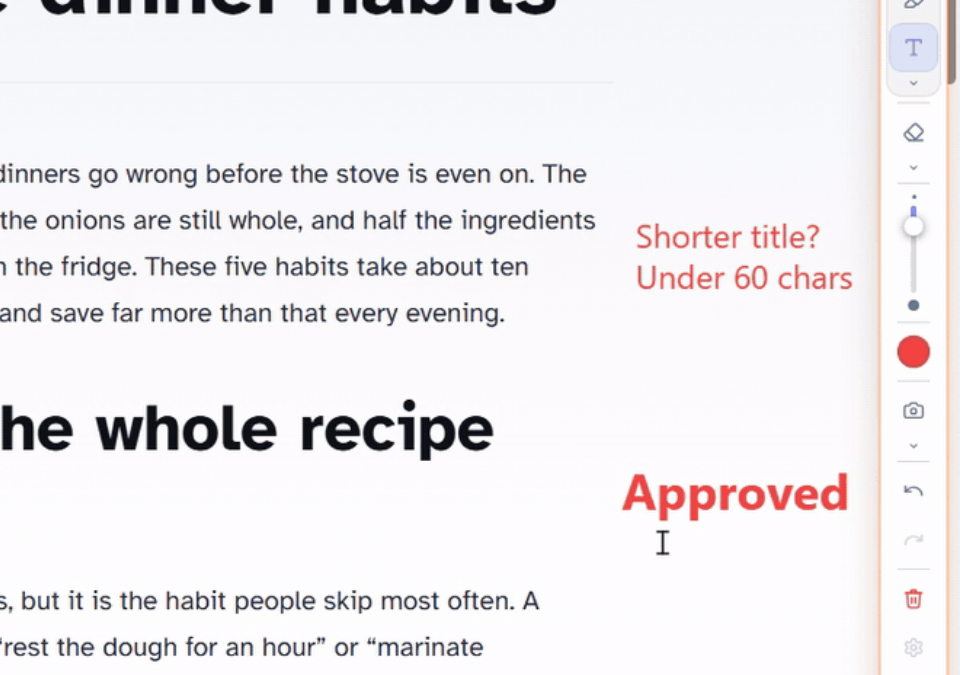 dinner habits
dinners go wrong before the stove is even on. The
the onions are still whole, and half the ingredients
the fridge. These five habits take about ten
and save far more than that every evening.
Shorter title?
Under 60 chars
the whole recipe
Approved
s, but it is the habit people skip most often. A
“rest the dough for an hour” or “marinate
T